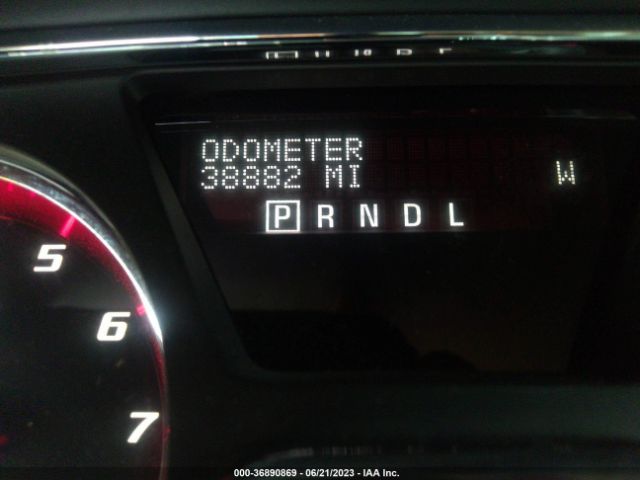 ODOMETER
38882 MI W
P R N D L
5
6
7
000-36890869 - 06/21/2023 - IAA Inc.